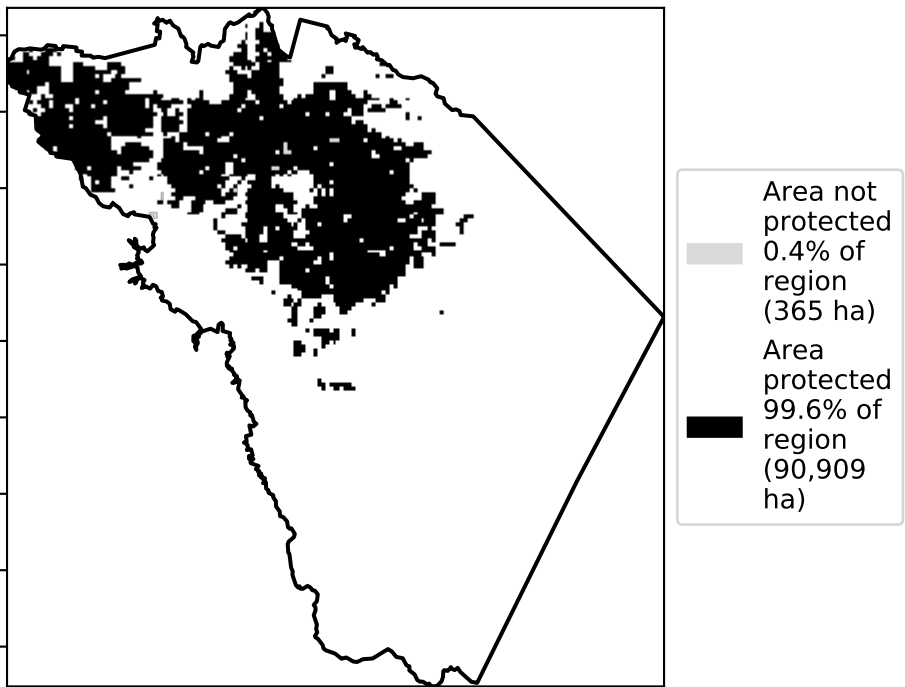 Area not
protected
0.4% of
region
(365 ha)
Area
protected
99.6% of
region
(90,909
ha)